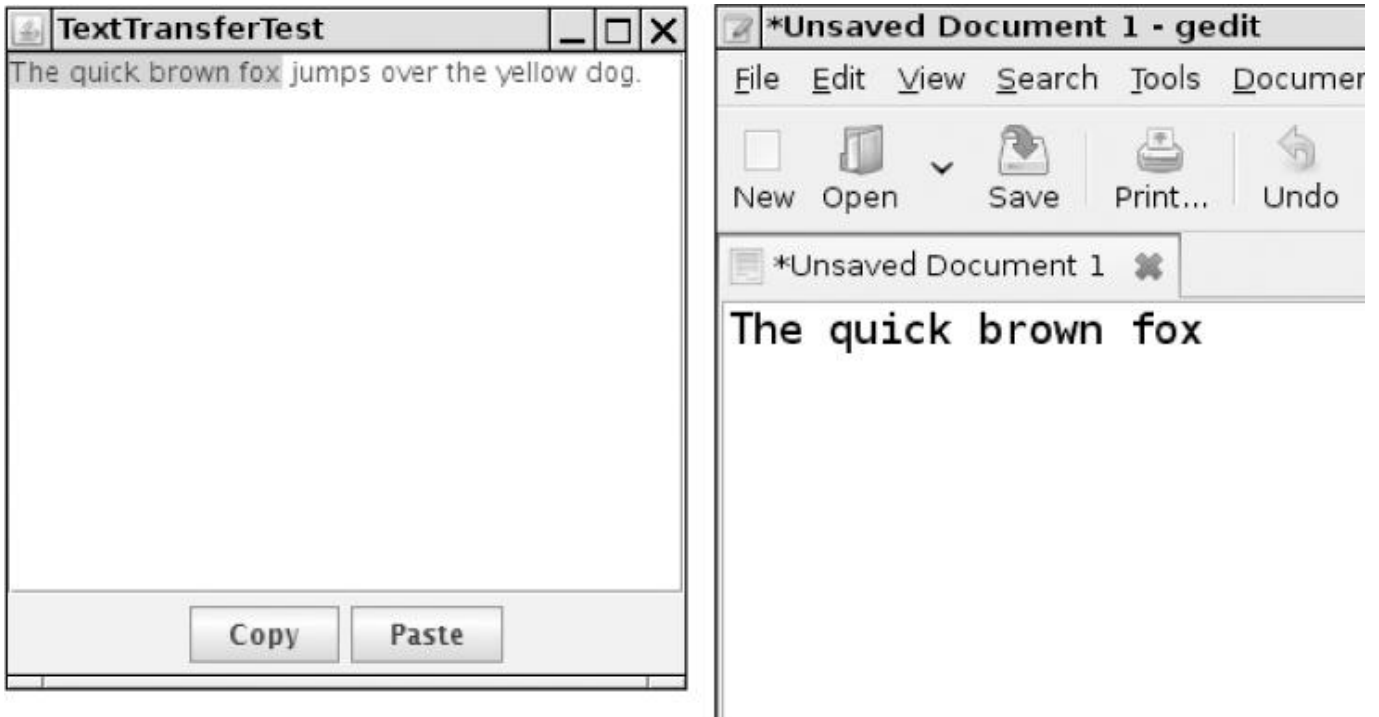 TextTransferTest
The quick brown fox jumps over the yellow dog.
Copy Paste
*Unsaved Document 1 - gedit
File Edit View Search Tools Documen
New Open Save Print... Undo
*Unsaved Document 1
The quick brown fox